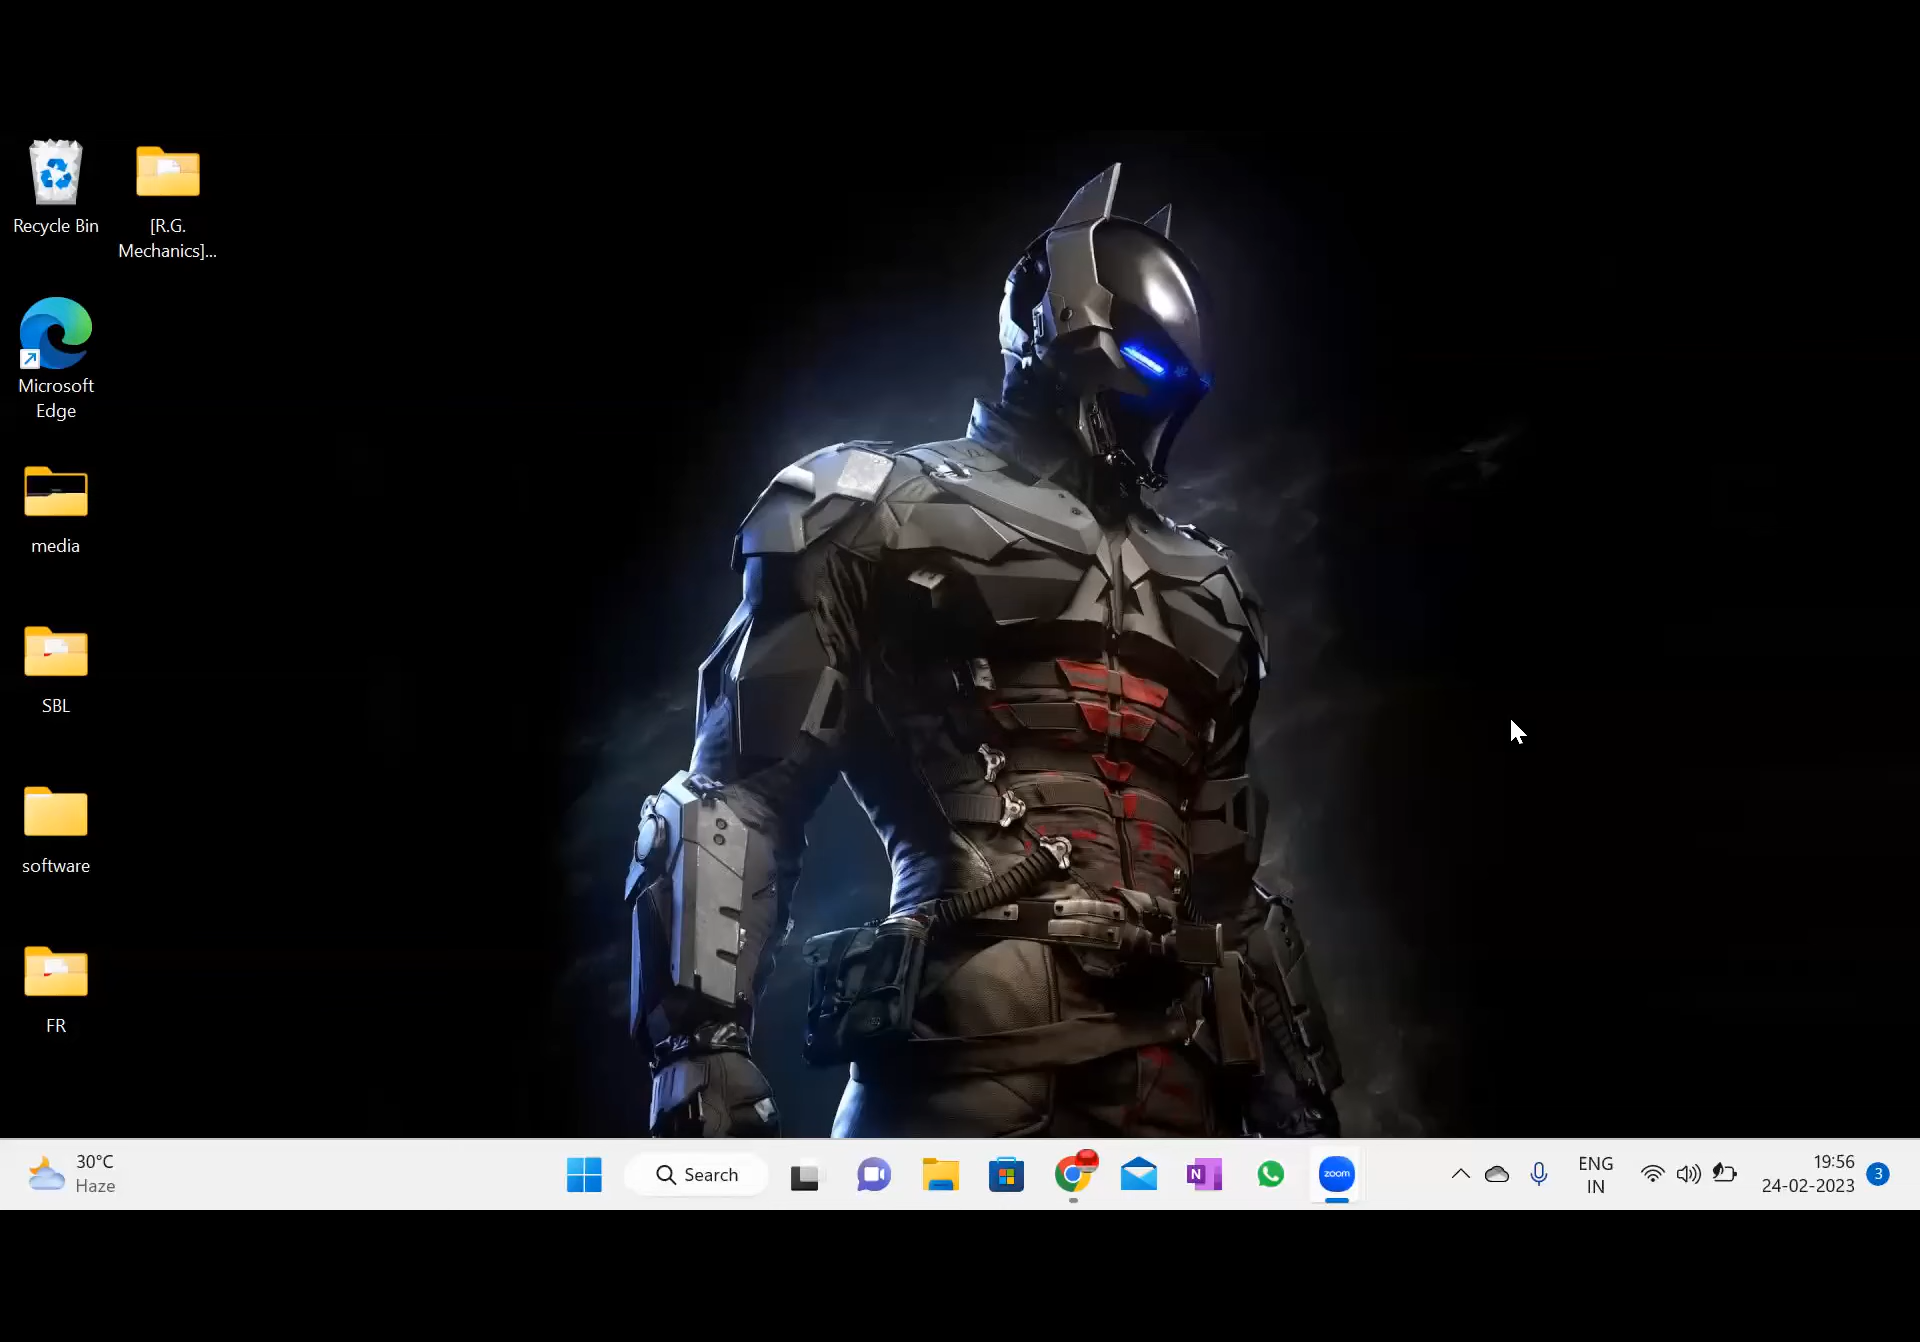 Recycle Bin
[R.G.
Mechanics]...
Microsoft
Edge
media
SBL
software
FR
30°C
Haze
Search
N
zoom
ENG
IN
19:56
24-02-2023
3